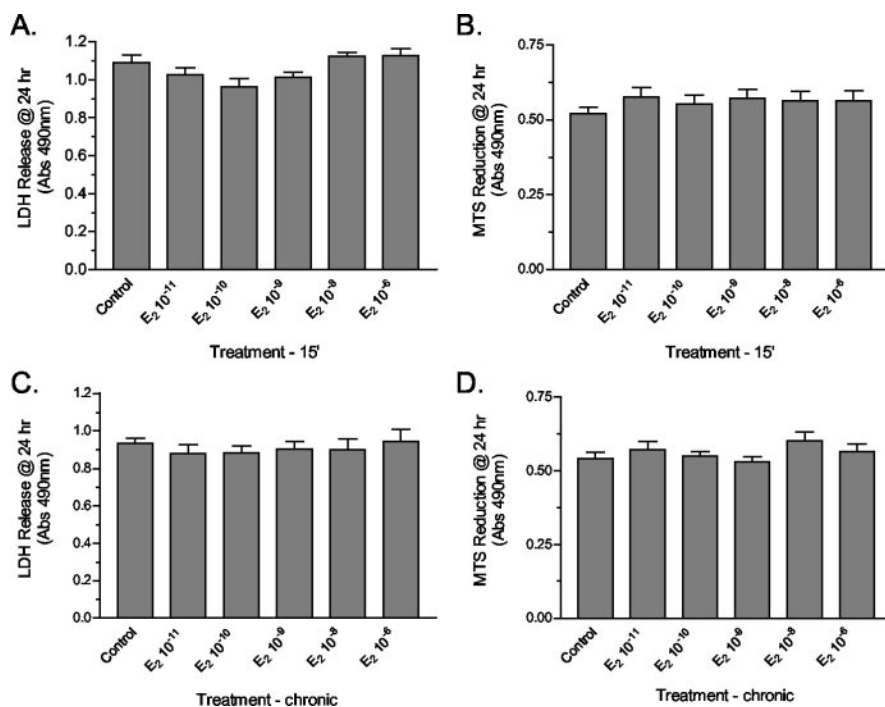 A.
LDH Release @ 24 hr
(Abs 490nm)
1.2
1.0
0.8
0.6
0.4
0.2
0.0
Control
E₂ 10⁻¹¹
E₂ 10⁻¹⁰
E₂ 10⁻⁹
E₂ 10⁻⁸
E₂ 10⁻⁶
Treatment - 15'
B.
MTS Reduction @ 24 hr
(Abs 490nm)
0.75
0.50
0.25
0.00
Control
E₂ 10⁻¹¹
E₂ 10⁻¹⁰
E₂ 10⁻⁹
E₂ 10⁻⁸
E₂ 10⁻⁶
Treatment - 15'
C.
LDH Release @ 24 hr
(Abs 490nm)
1.2
1.0
0.8
0.6
0.4
0.2
0.0
Control
E₂ 10⁻¹¹
E₂ 10⁻¹⁰
E₂ 10⁻⁹
E₂ 10⁻⁸
E₂ 10⁻⁶
Treatment - chronic
D.
MTS Reduction @ 24 hr
(Abs 490nm)
0.75
0.50
0.25
0.00
Control
E₂ 10⁻¹¹
E₂ 10⁻¹⁰
E₂ 10⁻⁹
E₂ 10⁻⁸
E₂ 10⁻⁶
Treatment - chronic